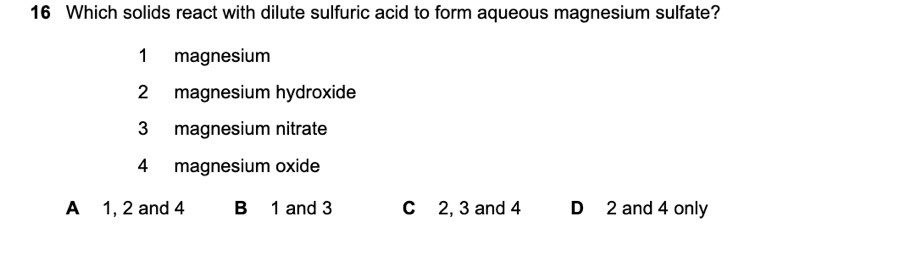 16 Which solids react with dilute sulfuric acid to form aqueous magnesium sulfate?
1 magnesium
2 magnesium hydroxide
3 magnesium nitrate
4 magnesium oxide
A 1, 2 and 4 B 1 and 3 C 2, 3 and 4 D 2 and 4 only